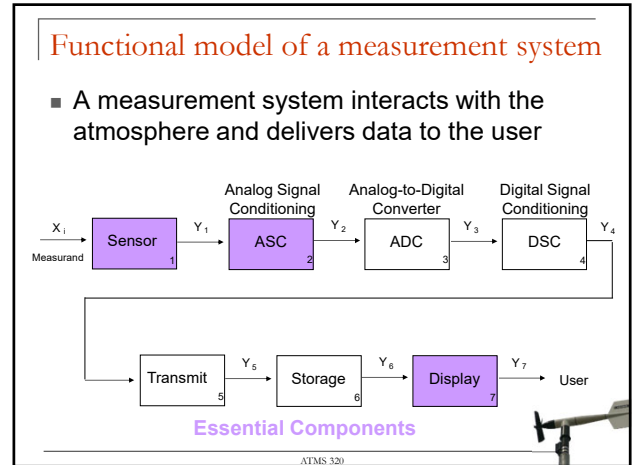 Functional model of a measurement system
■ A measurement system interacts with the
atmosphere and delivers data to the user
Analog Signal
Conditioning
Analog-to-Digital
Converter
Digital Signal
Conditioning
X i
Measurand
Sensor
1
Y 1
ASC
2
Y 2
ADC
3
Y 3
DSC
4
Y 4
Transmit
5
Y 5
Storage
6
Y 6
Display
7
Y 7
User
Essential Components
ATMS 320